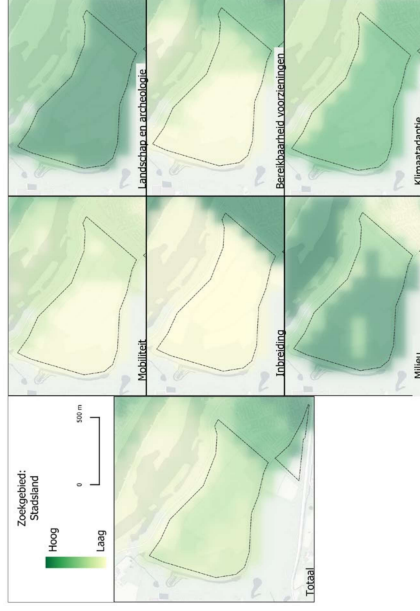 Zoekgebied:
Stadsland
0
500 m
Hoog
Laag
Totaal
Mobiliteit
Inbreiding
Milieu
Landschap en archeologie
Bereikbaarheid voorzieningen
Klimaatadaptie